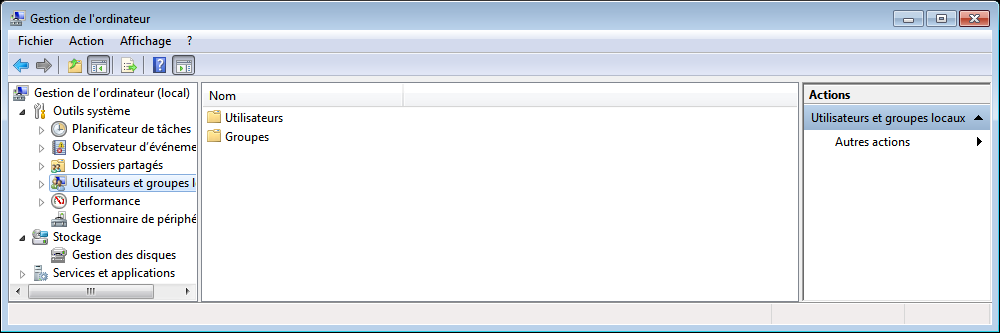 Gestion de l'ordinateur
Fichier Action Affichage ?
Gestion de l'ordinateur (local)
Outils système
Planificateur de tâches
Observateur d'événeme
Dossiers partagés
Utilisateurs et groupes l
Performance
Gestionnaire de périphé
Stockage
Gestion des disques
Services et applications
Nom
Utilisateurs
Groupes
Actions
Utilisateurs et groupes locaux
Autres actions